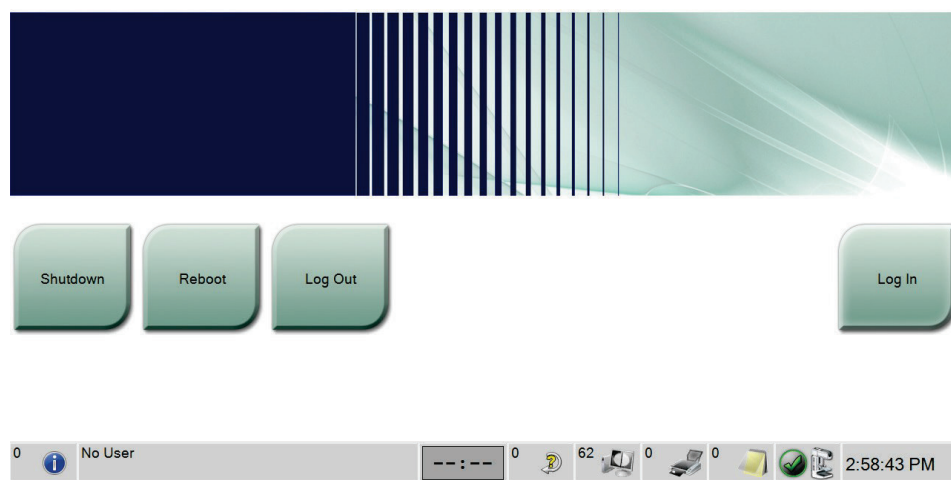 Shutdown
Reboot
Log Out
Log In
0
No User
--:--
0
62
0
0
2:58:43 PM